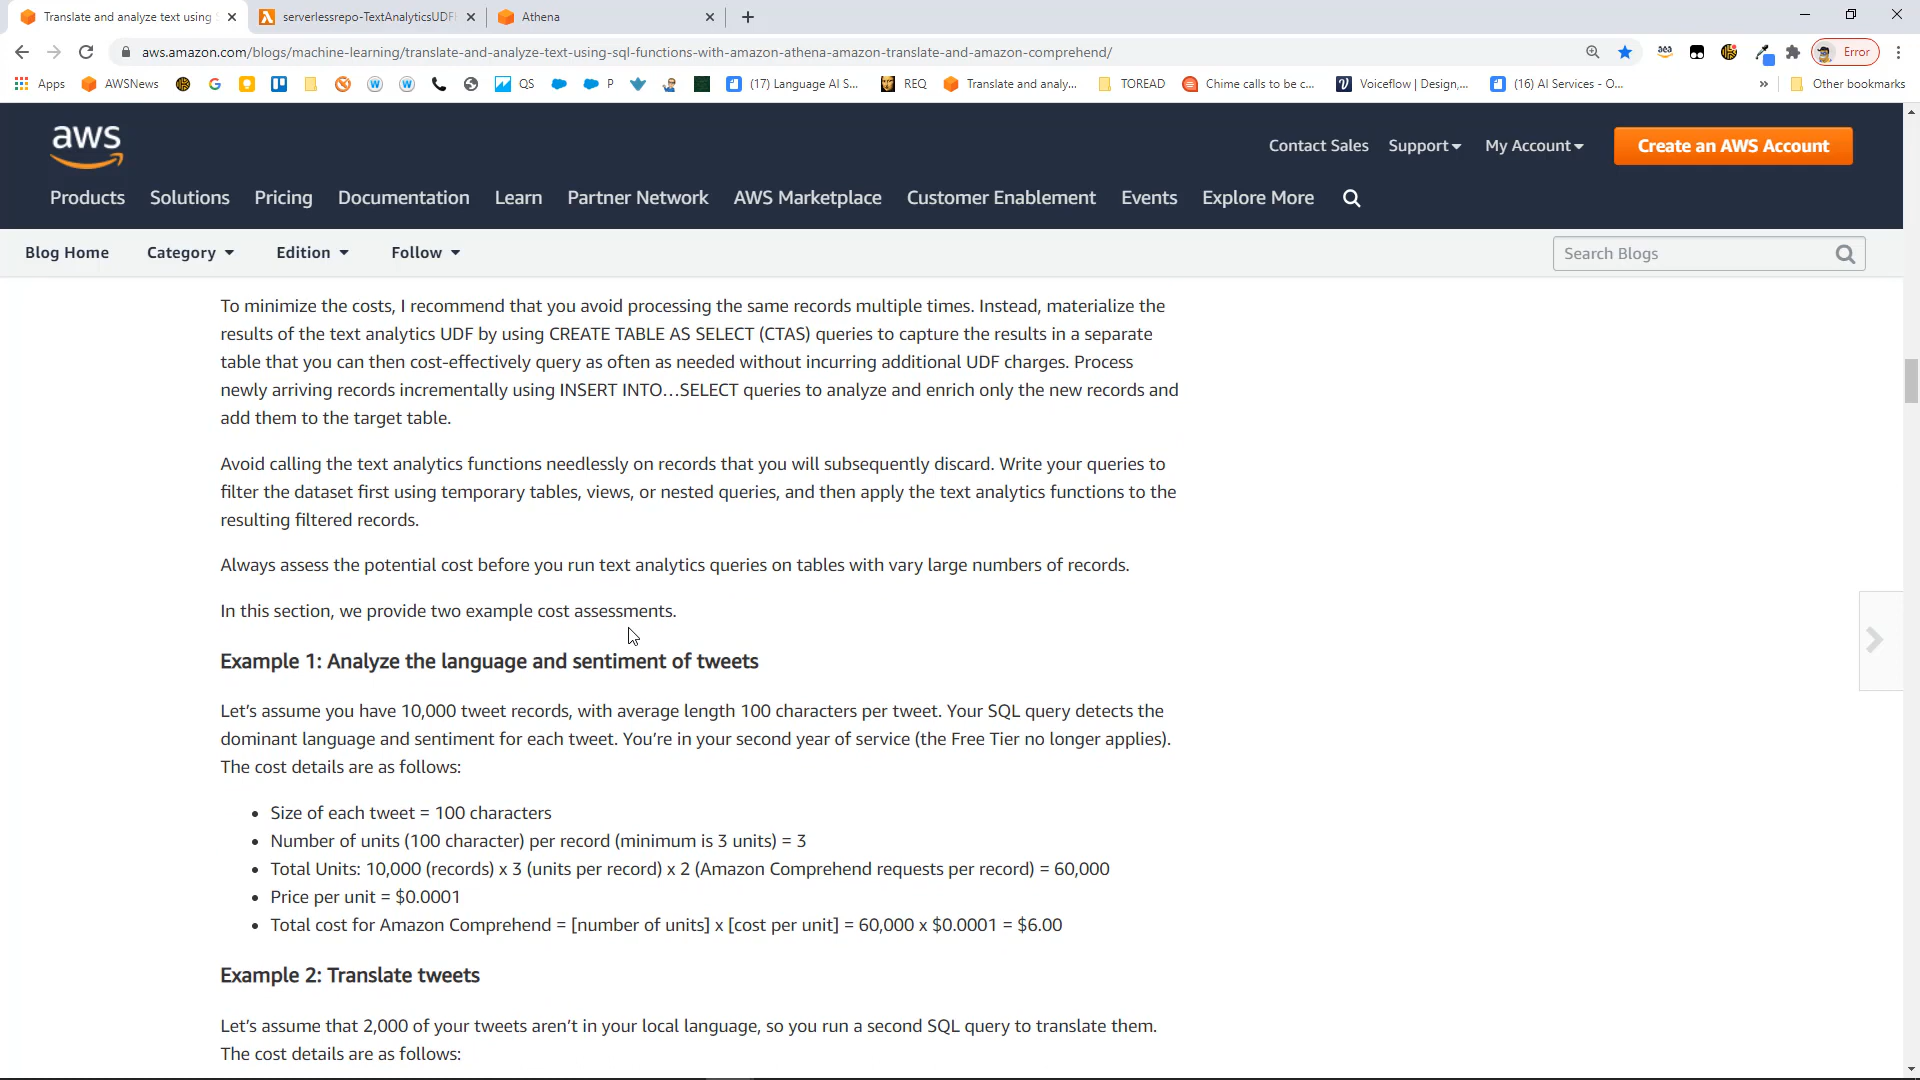 Translate and analyze text using S
serverlessrepo-TextAnalyticsUDFH
Athena
aws.amazon.com/blogs/machine-learning/translate-and-analyze-text-using-sql-functions-with-amazon-athena-amazon-translate-and-amazon-comprehend/
Error
Apps AWSNews QS P (17) Language AI S... REQ Translate and analy... TOREAD Chime calls to be c... Voiceflow | Design,... (16) AI Services - O... » Other bookmarks
aws
Contact Sales Support My Account Create an AWS Account
Products Solutions Pricing Documentation Learn Partner Network AWS Marketplace Customer Enablement Events Explore More
Blog Home Category Edition Follow Search Blogs
To minimize the costs, I recommend that you avoid processing the same records multiple times. Instead, materialize the
results of the text analytics UDF by using CREATE TABLE AS SELECT (CTAS) queries to capture the results in a separate
table that you can then cost-effectively query as often as needed without incurring additional UDF charges. Process
newly arriving records incrementally using INSERT INTO…SELECT queries to analyze and enrich only the new records and
add them to the target table.
Avoid calling the text analytics functions needlessly on records that you will subsequently discard. Write your queries to
filter the dataset first using temporary tables, views, or nested queries, and then apply the text analytics functions to the
resulting filtered records.
Always assess the potential cost before you run text analytics queries on tables with vary large numbers of records.
In this section, we provide two example cost assessments.
Example 1: Analyze the language and sentiment of tweets
Let’s assume you have 10,000 tweet records, with average length 100 characters per tweet. Your SQL query detects the
dominant language and sentiment for each tweet. You’re in your second year of service (the Free Tier no longer applies).
The cost details are as follows:
• Size of each tweet = 100 characters
• Number of units (100 character) per record (minimum is 3 units) = 3
• Total Units: 10,000 (records) x 3 (units per record) x 2 (Amazon Comprehend requests per record) = 60,000
• Price per unit = $0.0001
• Total cost for Amazon Comprehend = [number of units] x [cost per unit] = 60,000 x $0.0001 = $6.00
Example 2: Translate tweets
Let’s assume that 2,000 of your tweets aren’t in your local language, so you run a second SQL query to translate them.
The cost details are as follows: